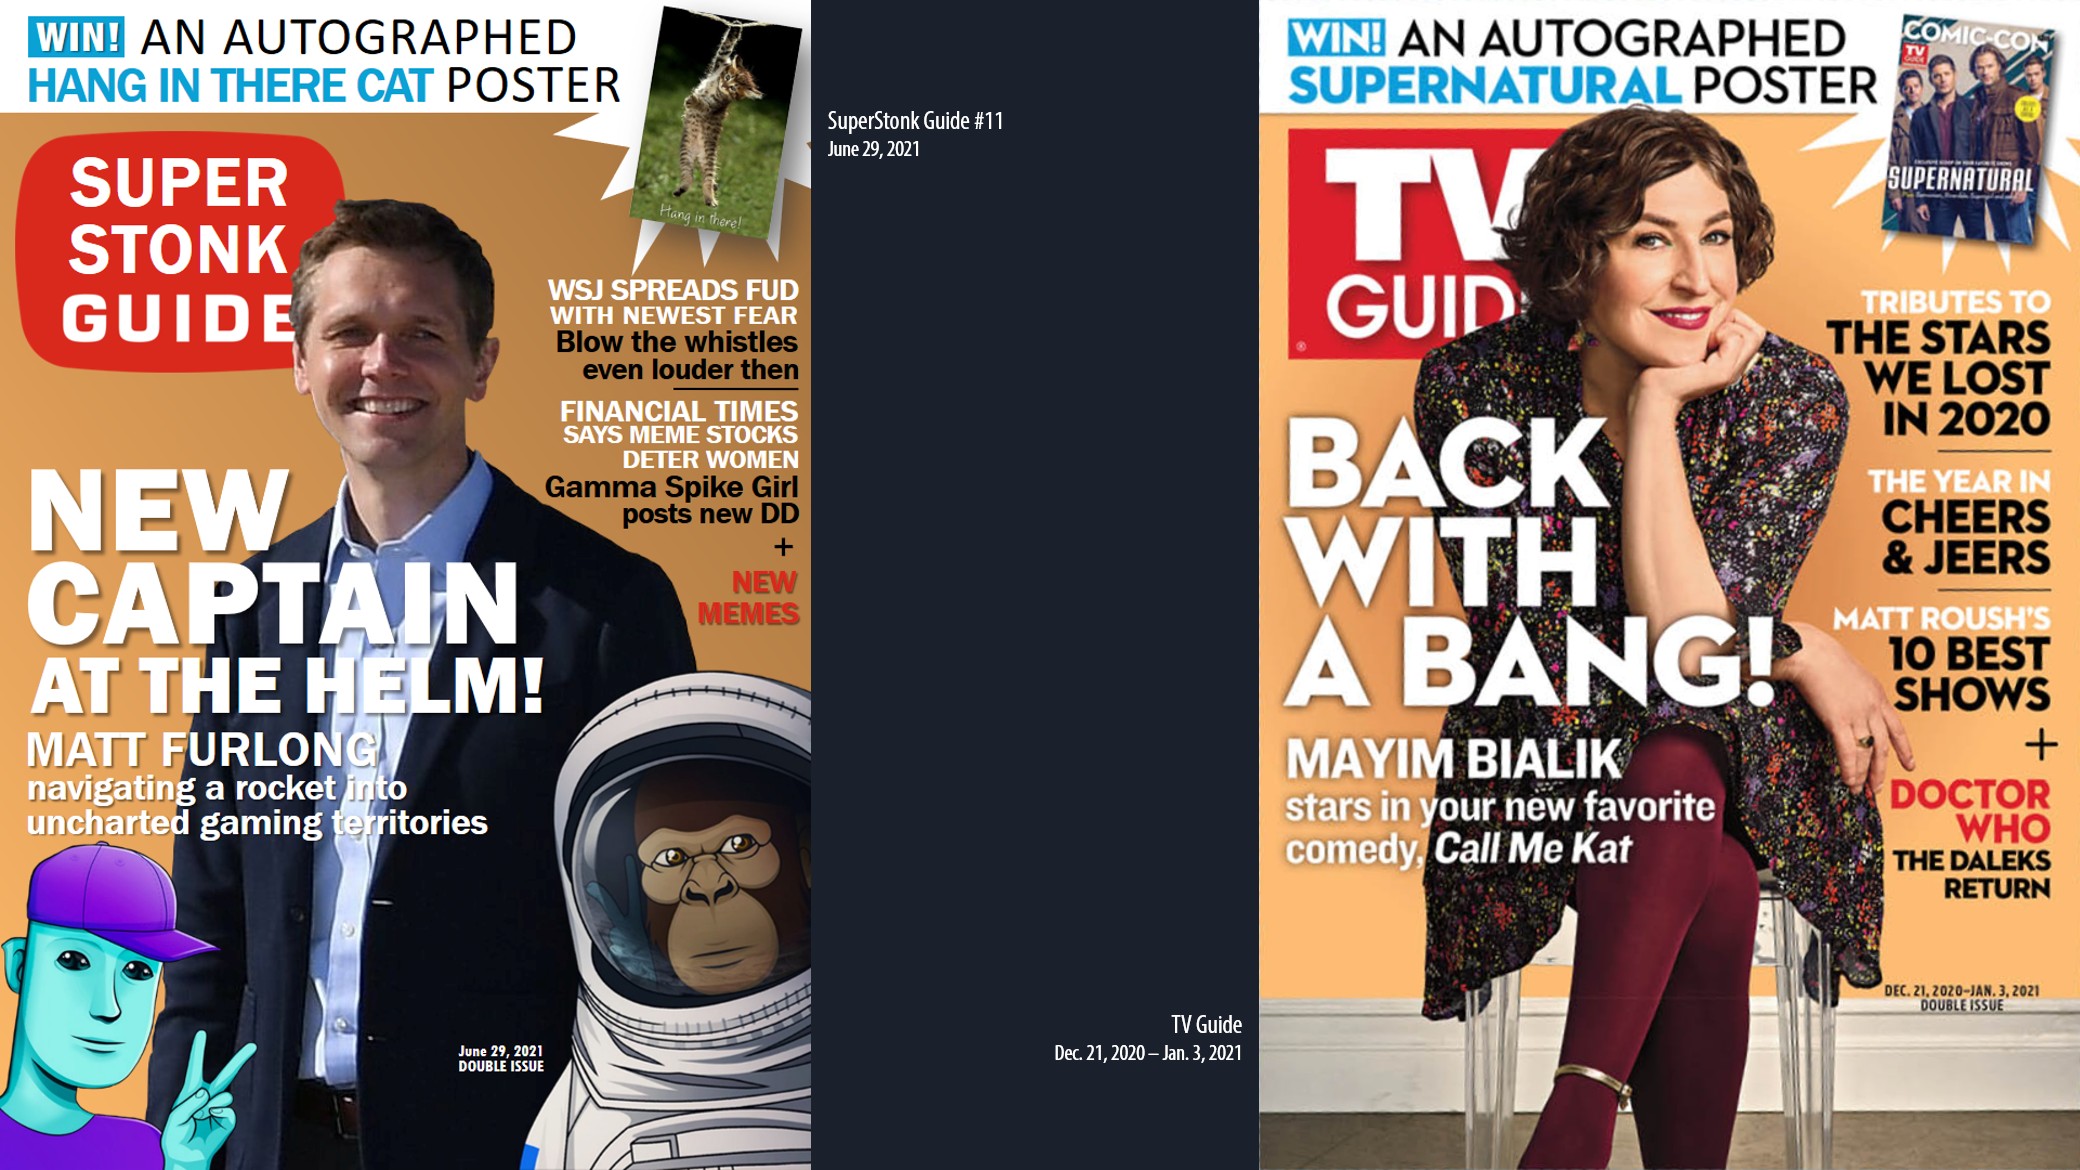 WIN! AN AUTOGRAPHED
HANG IN THERE CAT POSTER
Hang in there!
SUPER
STONK
GUIDE
WSJ SPREADS FUD
WITH NEWEST FEAR
Blow the whistles
even louder then
FINANCIAL TIMES
SAYS MEME STOCKS
DETER WOMEN
Gamma Spike Girl
posts new DD
+
NEW
MEMES
NEW
CAPTAIN
AT THE HELM!
MATT FURLONG
navigating a rocket into
uncharted gaming territories
June 29, 2021
DOUBLE ISSUE
SuperStonk Guide #11
June 29, 2021
TV Guide
Dec. 21, 2020 – Jan. 3, 2021
WIN! AN AUTOGRAPHED
SUPERNATURAL POSTER
COMIC-CON
TV
GUIDE
SUPERNATURAL
TV
GUIDE
®
TRIBUTES TO
THE STARS
WE LOST
IN 2020
THE YEAR IN
CHEERS
& JEERS
MATT ROUSH'S
10 BEST
SHOWS
+
DOCTOR
WHO
THE DALEKS
RETURN
BACK
WITH
A BANG!
MAYIM BIALIK
stars in your new favorite
comedy, Call Me Kat
DEC. 21, 2020–JAN. 3, 2021
DOUBLE ISSUE